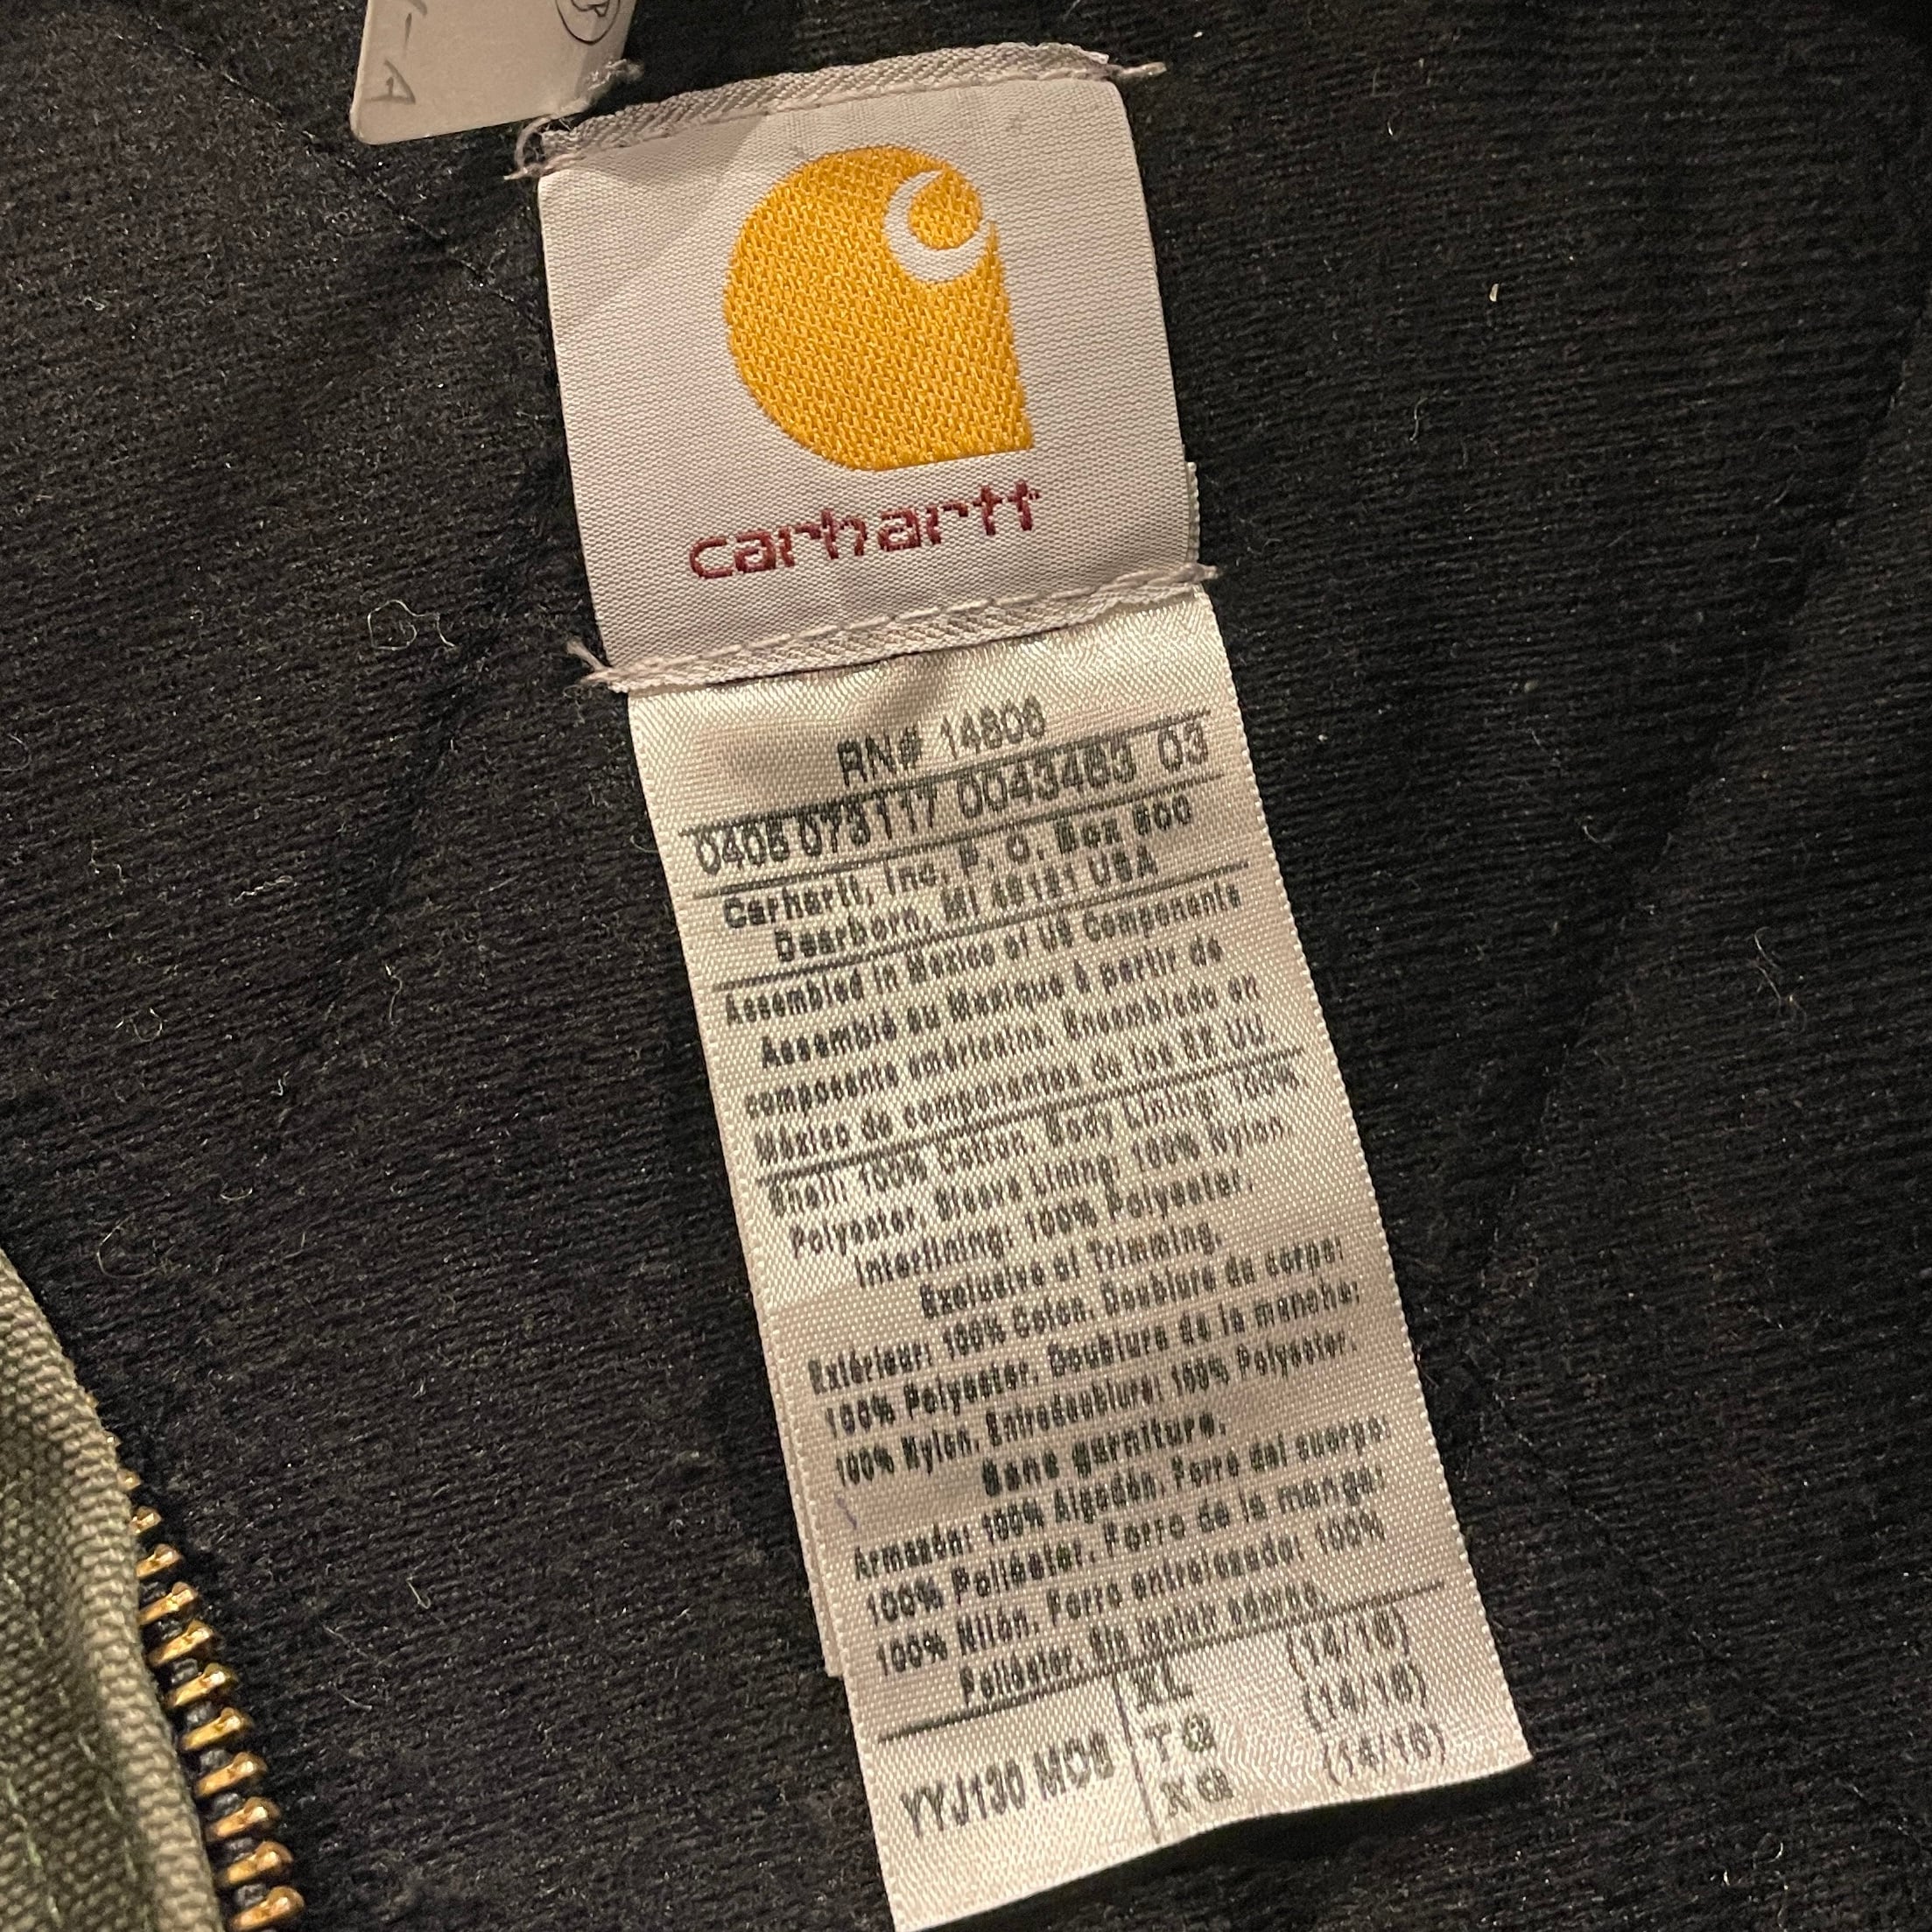 A
carhartt
RN# 14806
0405 073117 0043463 03
Carhartt, Inc. P. O. Box 600
Dearborn, MI 48121 USA
Assembled in Mexico of US Components
Assemblé au Mexique à partir de
composants américains. Ensamblado en
México de componentes de los EE UU
Shell: 100% Cotton. Body Lining: 100%
Polyester. Sleeve Lining: 100% Nylon.
Interlining: 100% Polyester.
Exclusive of Trimming.
Extérieur: 100% Coton. Doublure de corps:
100% Polyester. Doublure de la manche:
100% Nylon. Entredoublure: 100% Polyester.
Sans garniture.
Armazón: 100% Algodón. Forro del cuerpo:
100% Poliéster. Forro de la manga:
100% Nilón. Forro entrelazado: 100%
Poliéster. Sin incluir adorno.
YYJ130 MOS
XL (14/16)
TG (14/16)
XG (14/16)